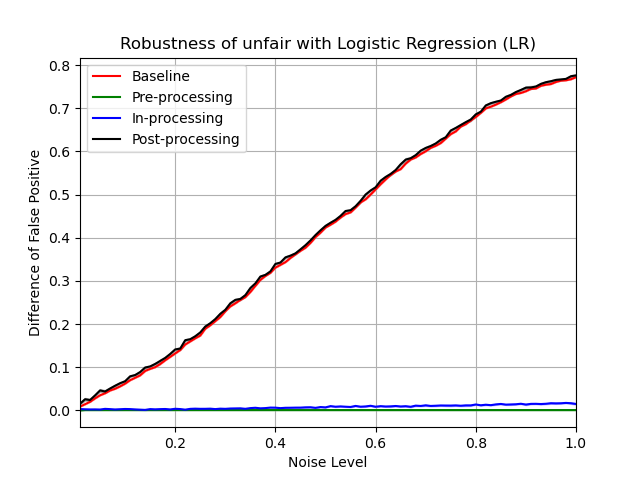 Robustness of unfair with Logistic Regression (LR)
Baseline
Pre-processing
In-processing
Post-processing
Difference of False Positive
0.8
0.7
0.6
0.5
0.4
0.3
0.2
0.1
0.0
0.2
0.4
0.6
0.8
1.0
Noise Level